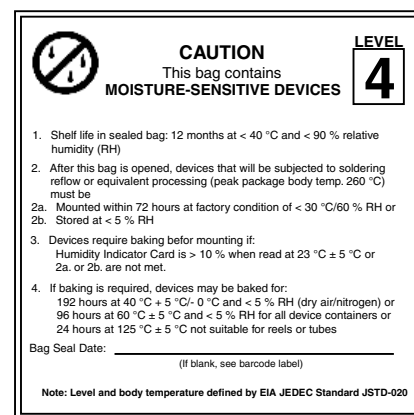 LEVEL
CAUTION
This bag contains
MOISTURE-SENSITIVE DEVICES
4
1. Shelf life in sealed bag: 12 months at < 40 °C and < 90 % relative
humidity (RH)
2. After this bag is opened, devices that will be subjected to soldering
reflow or equivalent processing (peak package body temp. 260 °C)
must be
2a. Mounted within 72 hours at factory condition of < 30 °C/60 % RH or
2b. Stored at < 5 % RH
3. Devices require baking befor mounting if:
Humidity Indicator Card is > 10 % when read at 23 °C ± 5 °C or
2a. or 2b. are not met.
4. If baking is required, devices may be baked for:
192 hours at 40 °C + 5 °C/- 0 °C and < 5 % RH (dry air/nitrogen) or
96 hours at 60 °C ± 5 °C and < 5 % RH for all device containers or
24 hours at 125 °C ± 5 °C not suitable for reels or tubes
Bag Seal Date:
(If blank, see barcode label)
Note: Level and body temperature defined by EIA JEDEC Standard JSTD-020